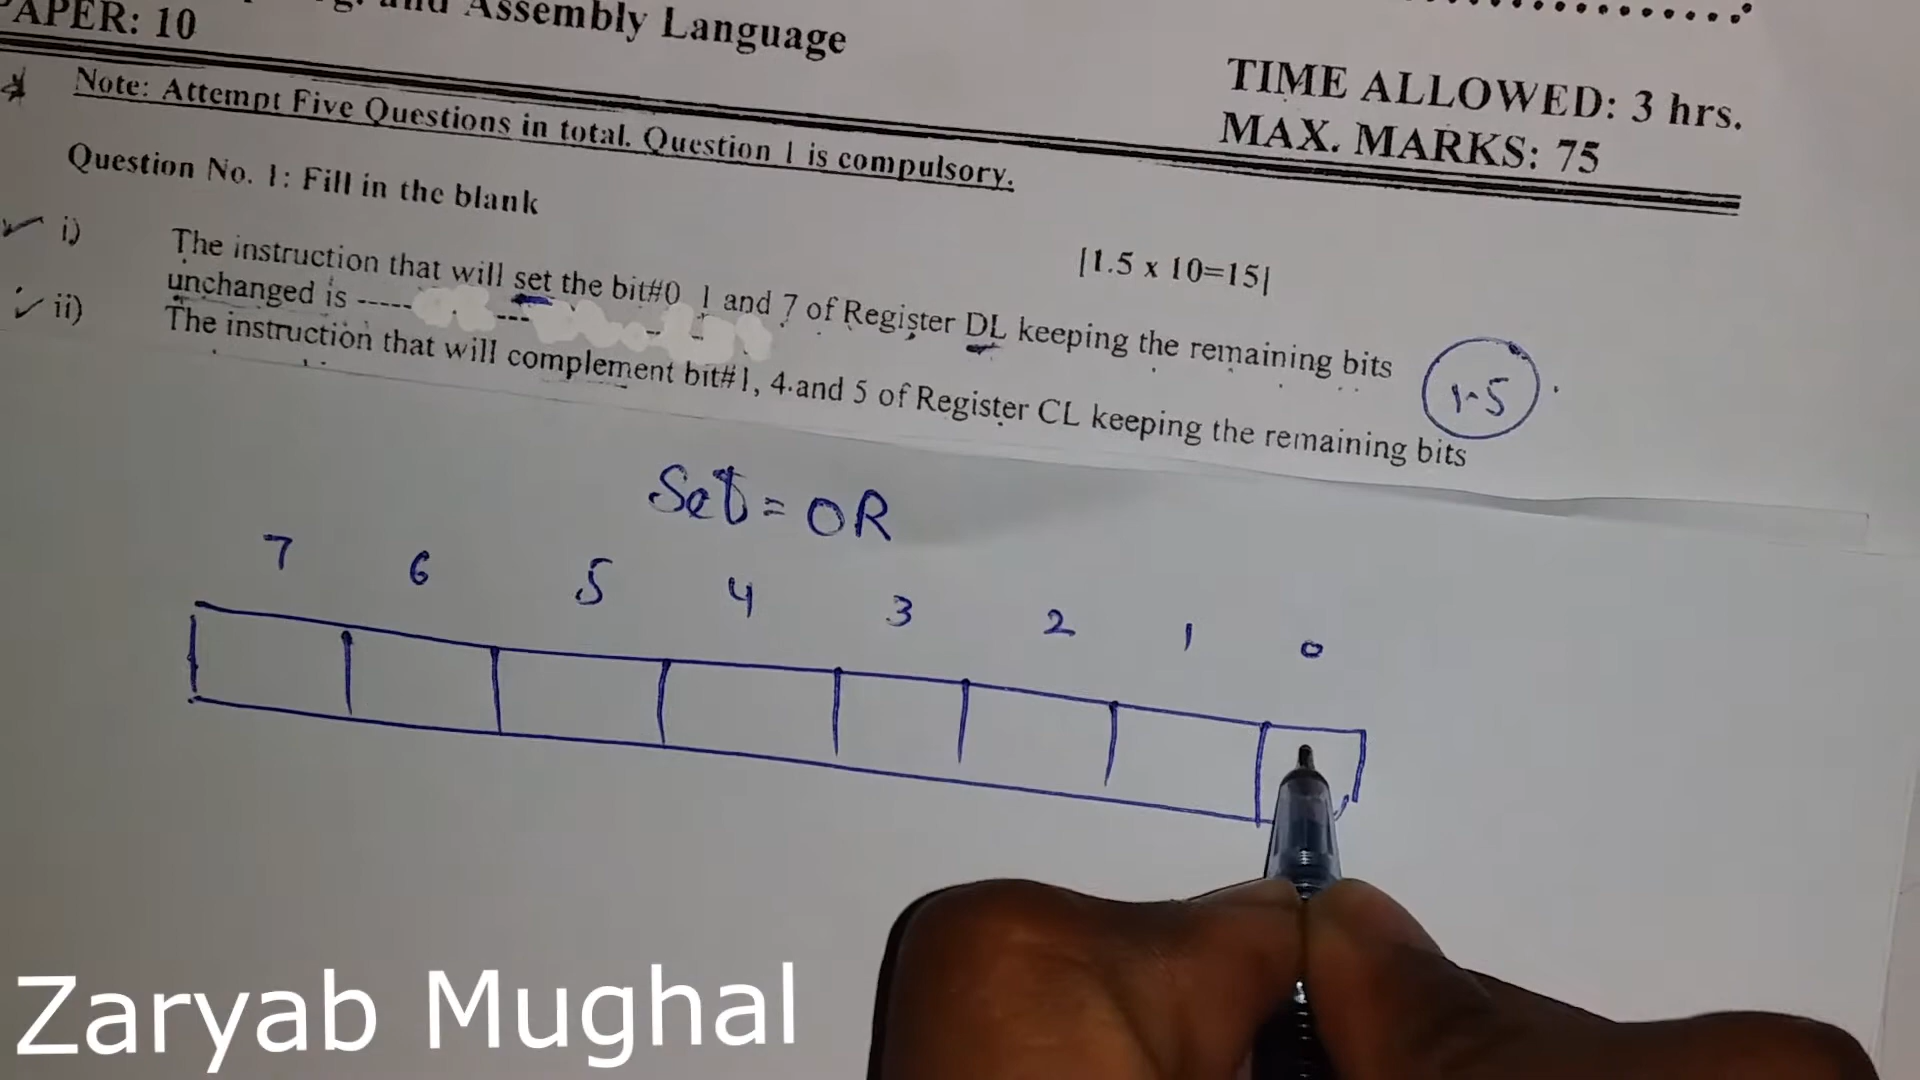 and Assembly Language
PAPER: 10
TIME ALLOWED: 3 hrs.
MAX. MARKS: 75
Note: Attempt Five Questions in total. Question 1 is compulsory.
Question No. 1: Fill in the blank
[1.5 x 10=15]
i) The instruction that will set the bit#0 1 and 7 of Register DL keeping the remaining bits
unchanged is -----
ii) The instruction that will complement bit#1, 4 and 5 of Register CL keeping the remaining bits
1-5
Set = OR
7 6 5 4 3 2 1 0
Zaryab Mughal